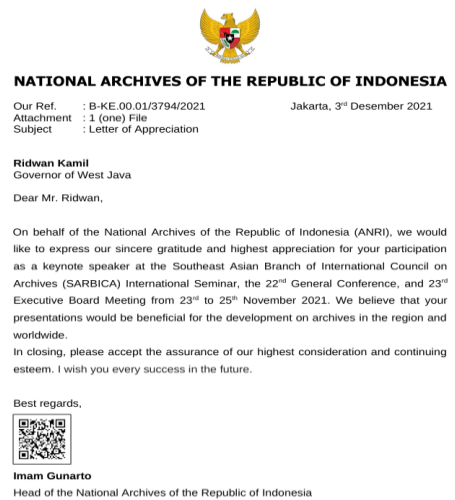 NATIONAL ARCHIVES OF THE REPUBLIC OF INDONESIA
Our Ref. : B-KE.00.01/3794/2021 Jakarta, 3rd Desember 2021
Attachment : 1 (one) File
Subject : Letter of Appreciation
Ridwan Kamil
Governor of West Java
Dear Mr. Ridwan,
On behalf of the National Archives of the Republic of Indonesia (ANRI), we would
like to express our sincere gratitude and highest appreciation for your participation
as a keynote speaker at the Southeast Asian Branch of International Council on
Archives (SARBICA) International Seminar, the 22nd General Conference, and 23rd
Executive Board Meeting from 23rd to 25th November 2021. We believe that your
presentations would be beneficial for the development on archives in the region and
worldwide.
In closing, please accept the assurance of our highest consideration and continuing
esteem. I wish you every success in the future.
Best regards,
Imam Gunarto
Head of the National Archives of the Republic of Indonesia